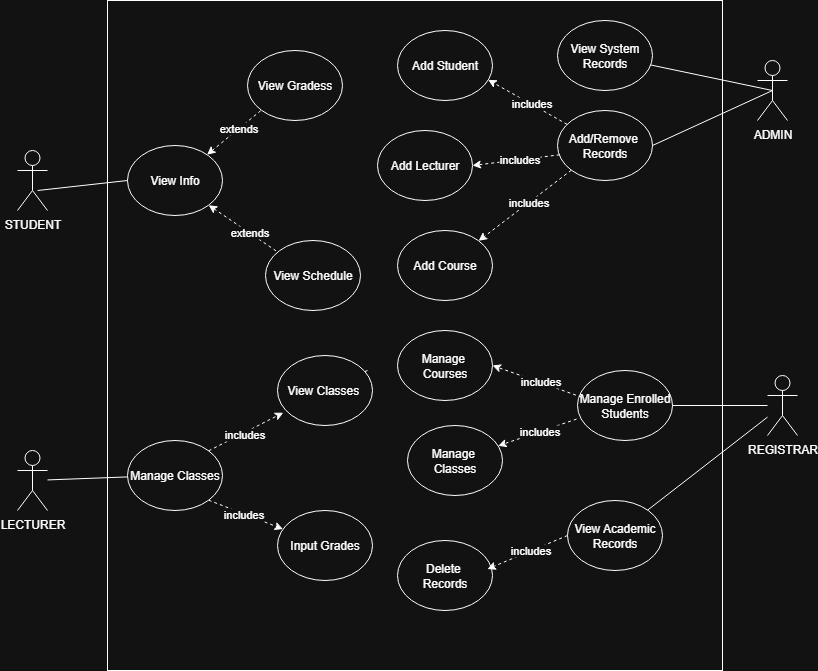 View System
Records
Add Student
View Gradess
includes
ADMIN
extends
Add/Remove
Records
Add Lecturer
includes
View Info
includes
STUDENT
extends
Add Course
View Schedule
Manage
Courses
includes
View Classes
Manage Enrolled
Students
includes
includes
REGISTRAR
Manage
Classes
Manage Classes
includes
LECTURER
View Academic
Records
Input Grades
includes
Delete
Records